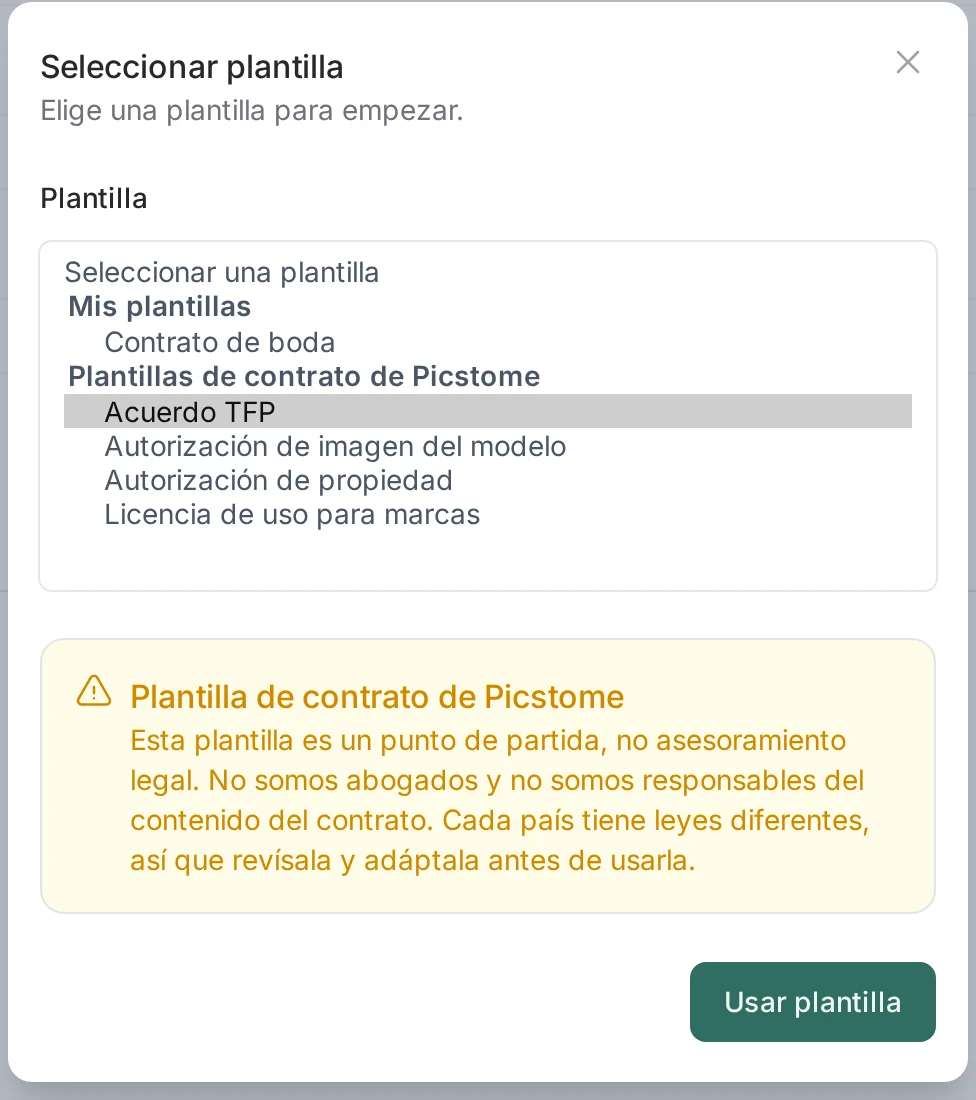 Seleccionar plantilla
Elige una plantilla para empezar.
Plantilla
Seleccionar una plantilla
Mis plantillas
Contrato de boda
Plantillas de contrato de Picstome
Acuerdo TFP
Autorización de imagen del modelo
Autorización de propiedad
Licencia de uso para marcas
Plantilla de contrato de Picstome
Esta plantilla es un punto de partida, no asesoramiento
legal. No somos abogados y no somos responsables del
contenido del contrato. Cada país tiene leyes diferentes,
así que revísala y adáptala antes de usarla.
Usar plantilla